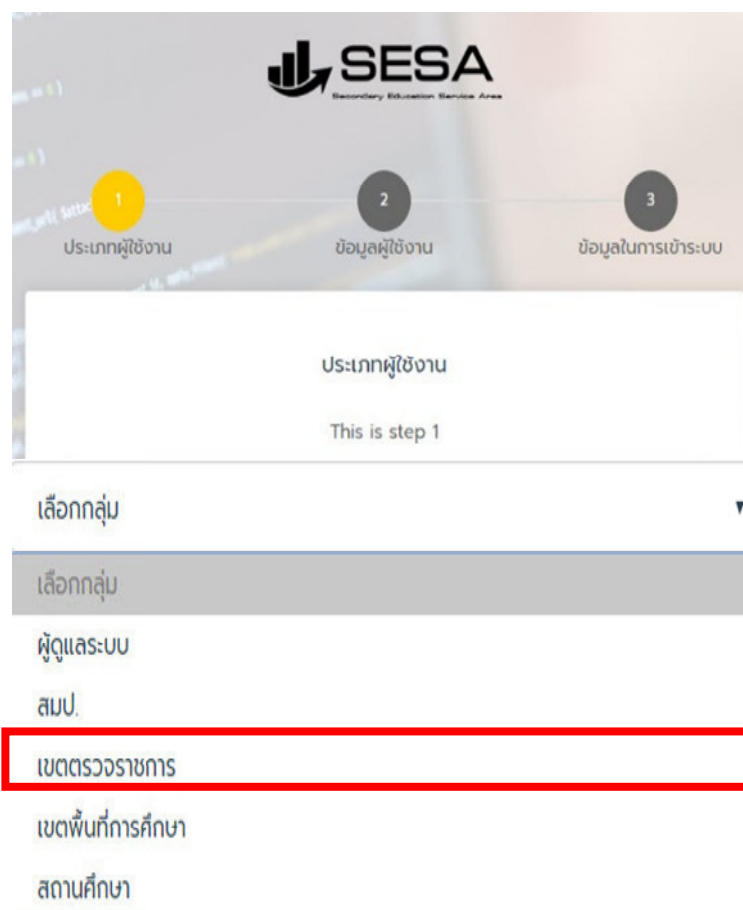 SESA
Secondary Education Service Area
1
2
3
ประเภทผู้ใช้งาน
ข้อมูลผู้ใช้งาน
ข้อมูลในการเข้าระบบ
ประเภทผู้ใช้งาน
This is step 1
เลือกกลุ่ม
เลือกกลุ่ม
ผู้ดูแลระบบ
สมป.
เขตตรวจราชการ
เขตพื้นที่การศึกษา
สถานศึกษา